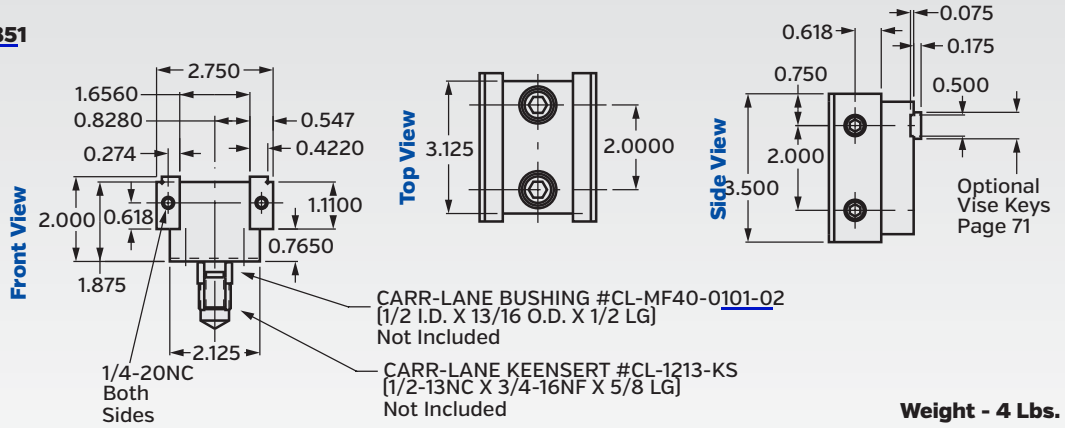 351
Front View
2.750
1.6560
0.8280
0.547
0.274
0.4220
2.000
0.618
1.1100
0.7650
1.875
2.125
1/4-20NC
Both
Sides
CARR-LANE BUSHING #CL-MF40-0101-02
(1/2 I.D. X 13/16 O.D. X 1/2 LG)
Not Included
CARR-LANE KEENSERT #CL-1213-KS
(1/2-13NC X 3/4-16NF X 5/8 LG)
Not Included
Top View
3.125
2.0000
Side View
0.075
0.618
0.175
0.750
0.500
2.000
3.500
Optional
Vise Keys
Page 71
Weight - 4 Lbs.